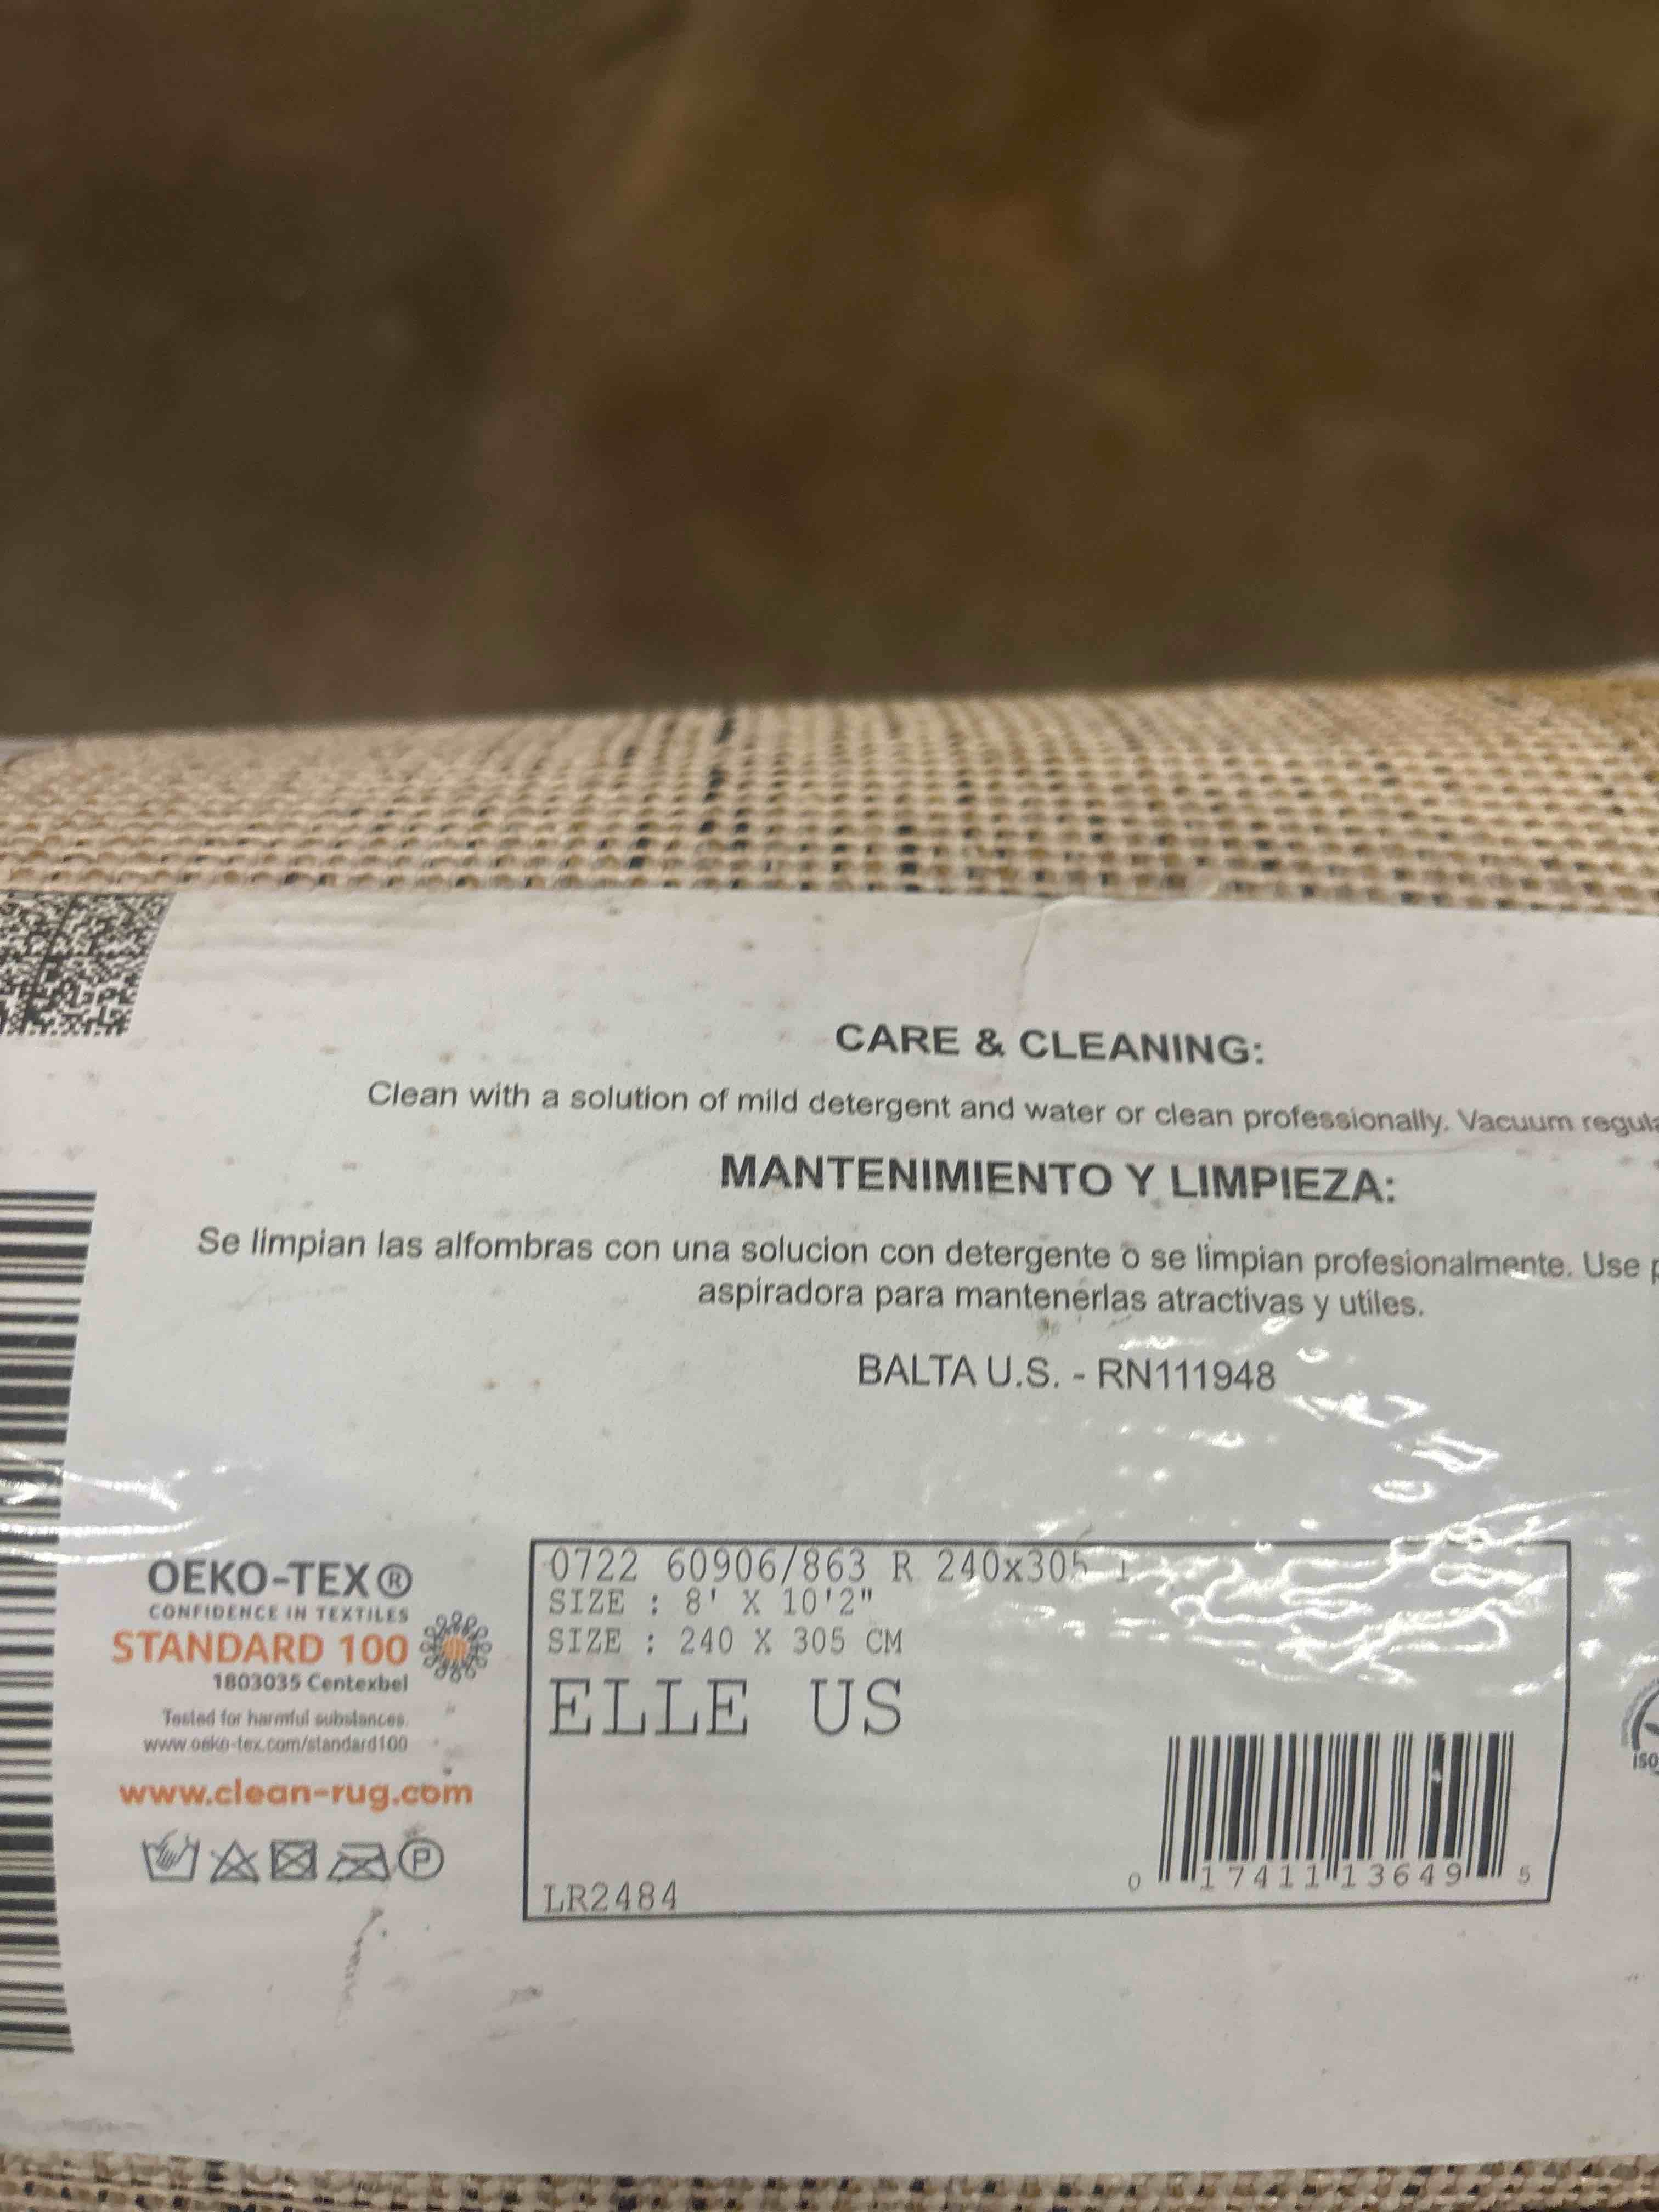 CARE & CLEANING:
Clean with a solution of mild detergent and water or clean professionally. Vacuum
MANTENIMIENTO Y LIMPIEZA:
Se limpian las alfombras con una solucion con detergente o se limpian profesionalmente. Use
aspiradora para mantenerlas atractivas y utiles.
BALTA U.S. - RN111948
OEKO-TEX®
CONFIDENCE IN TEXTILES
STANDARD 100
1803035 Centexbel
Tested for harmful substances.
www.oeko-tex.com/standard100
www.clean-rug.com
P
0722 60906/863 R 240x305
SIZE : 8' X 10'2"
SIZE : 240 X 305 CM
ELLE US
LR2484
0 17411 13649 5
ISO